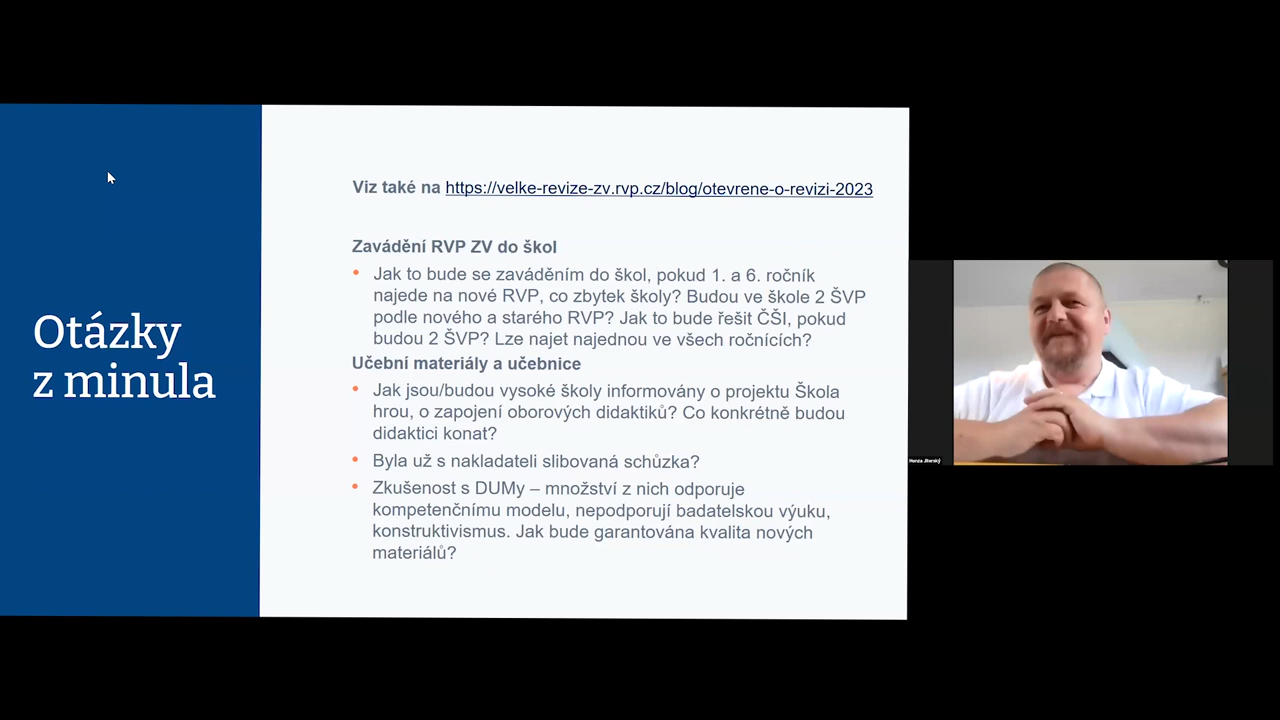 Otázky
z minula
Viz také na https://velke-revize-zv.rvp.cz/blog/otevrene-o-revizi-2023
Zavádění RVP ZV do škol
• Jak to bude se zaváděním do škol, pokud 1. a 6. ročník
najede na nové RVP, co zbytek školy? Budou ve škole 2 ŠVP
podle nového a starého RVP? Jak to bude řešit ČŠI, pokud
budou 2 ŠVP? Lze najet najednou ve všech ročnících?
Učební materiály a učebnice
• Jak jsou/budou vysoké školy informovány o projektu Škola
hrou, o zapojení oborových didaktiků? Co konkrétně budou
didaktici konat?
• Byla už s nakladateli slibovaná schůzka?
• Zkušenost s DUMy – množství z nich odporuje
kompetenčnímu modelu, nepodporují badatelskou výuku,
konstruktivismus. Jak bude garantována kvalita nových
materiálů?